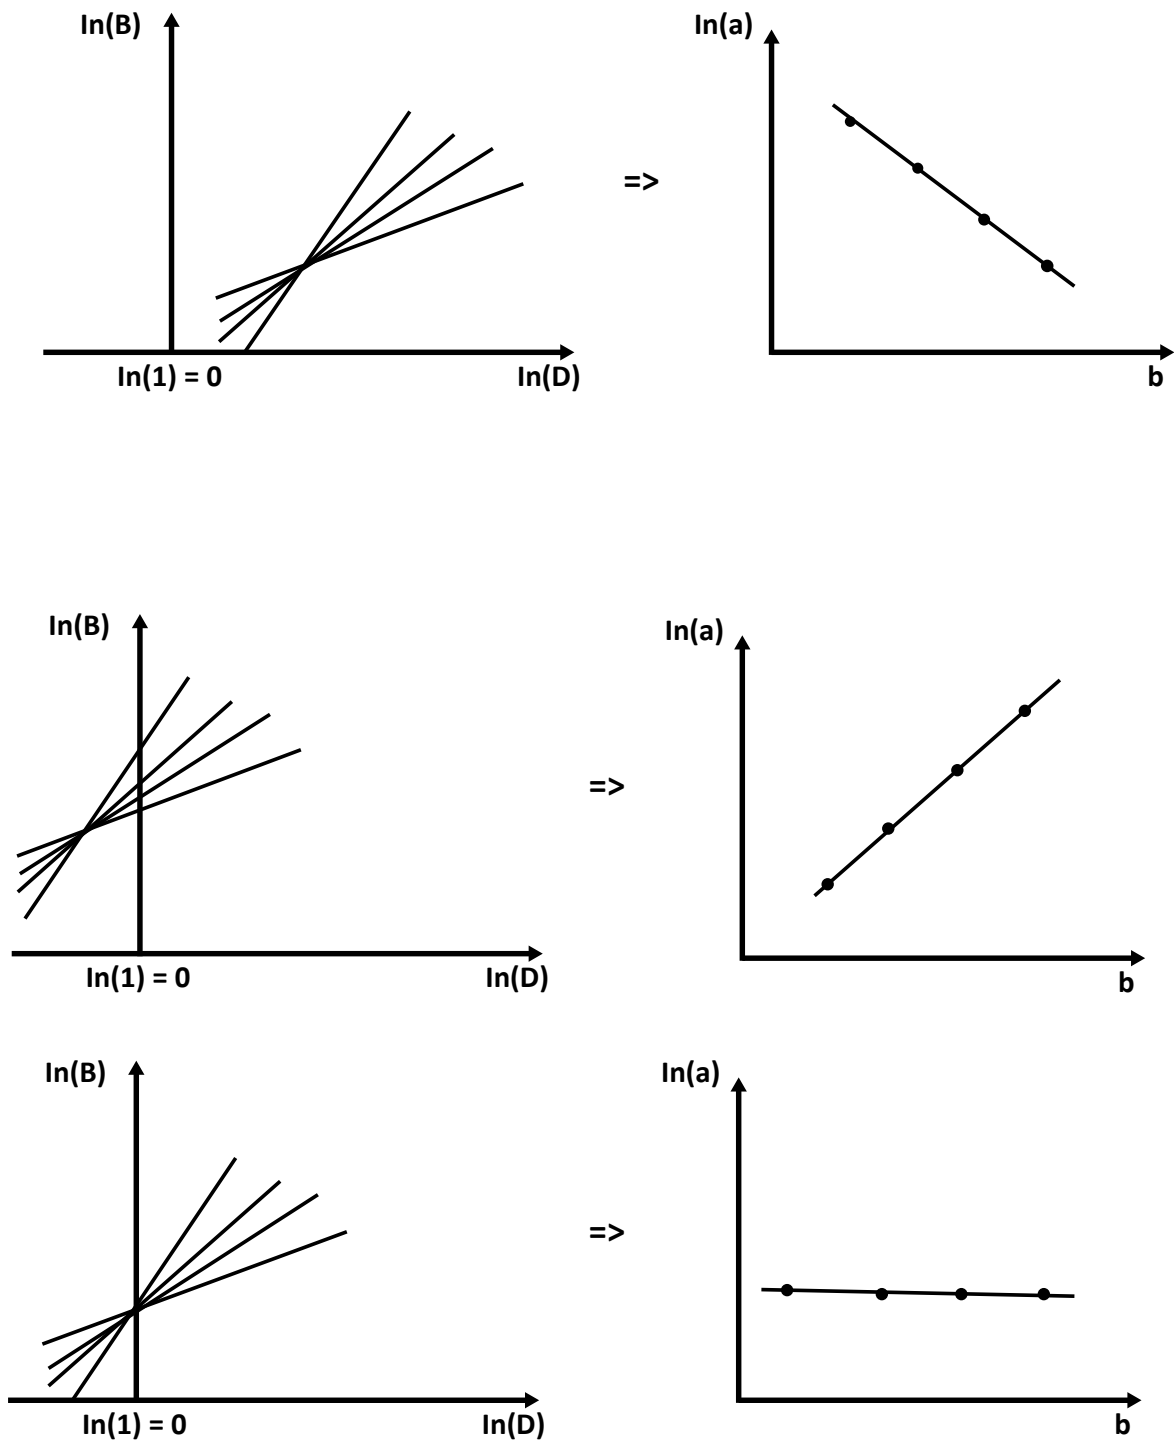 ln(B)
ln(a)
=>
ln(1) = 0
ln(D)
b
ln(B)
ln(a)
=>
ln(1) = 0
ln(D)
b
ln(B)
ln(a)
=>
ln(1) = 0
ln(D)
b